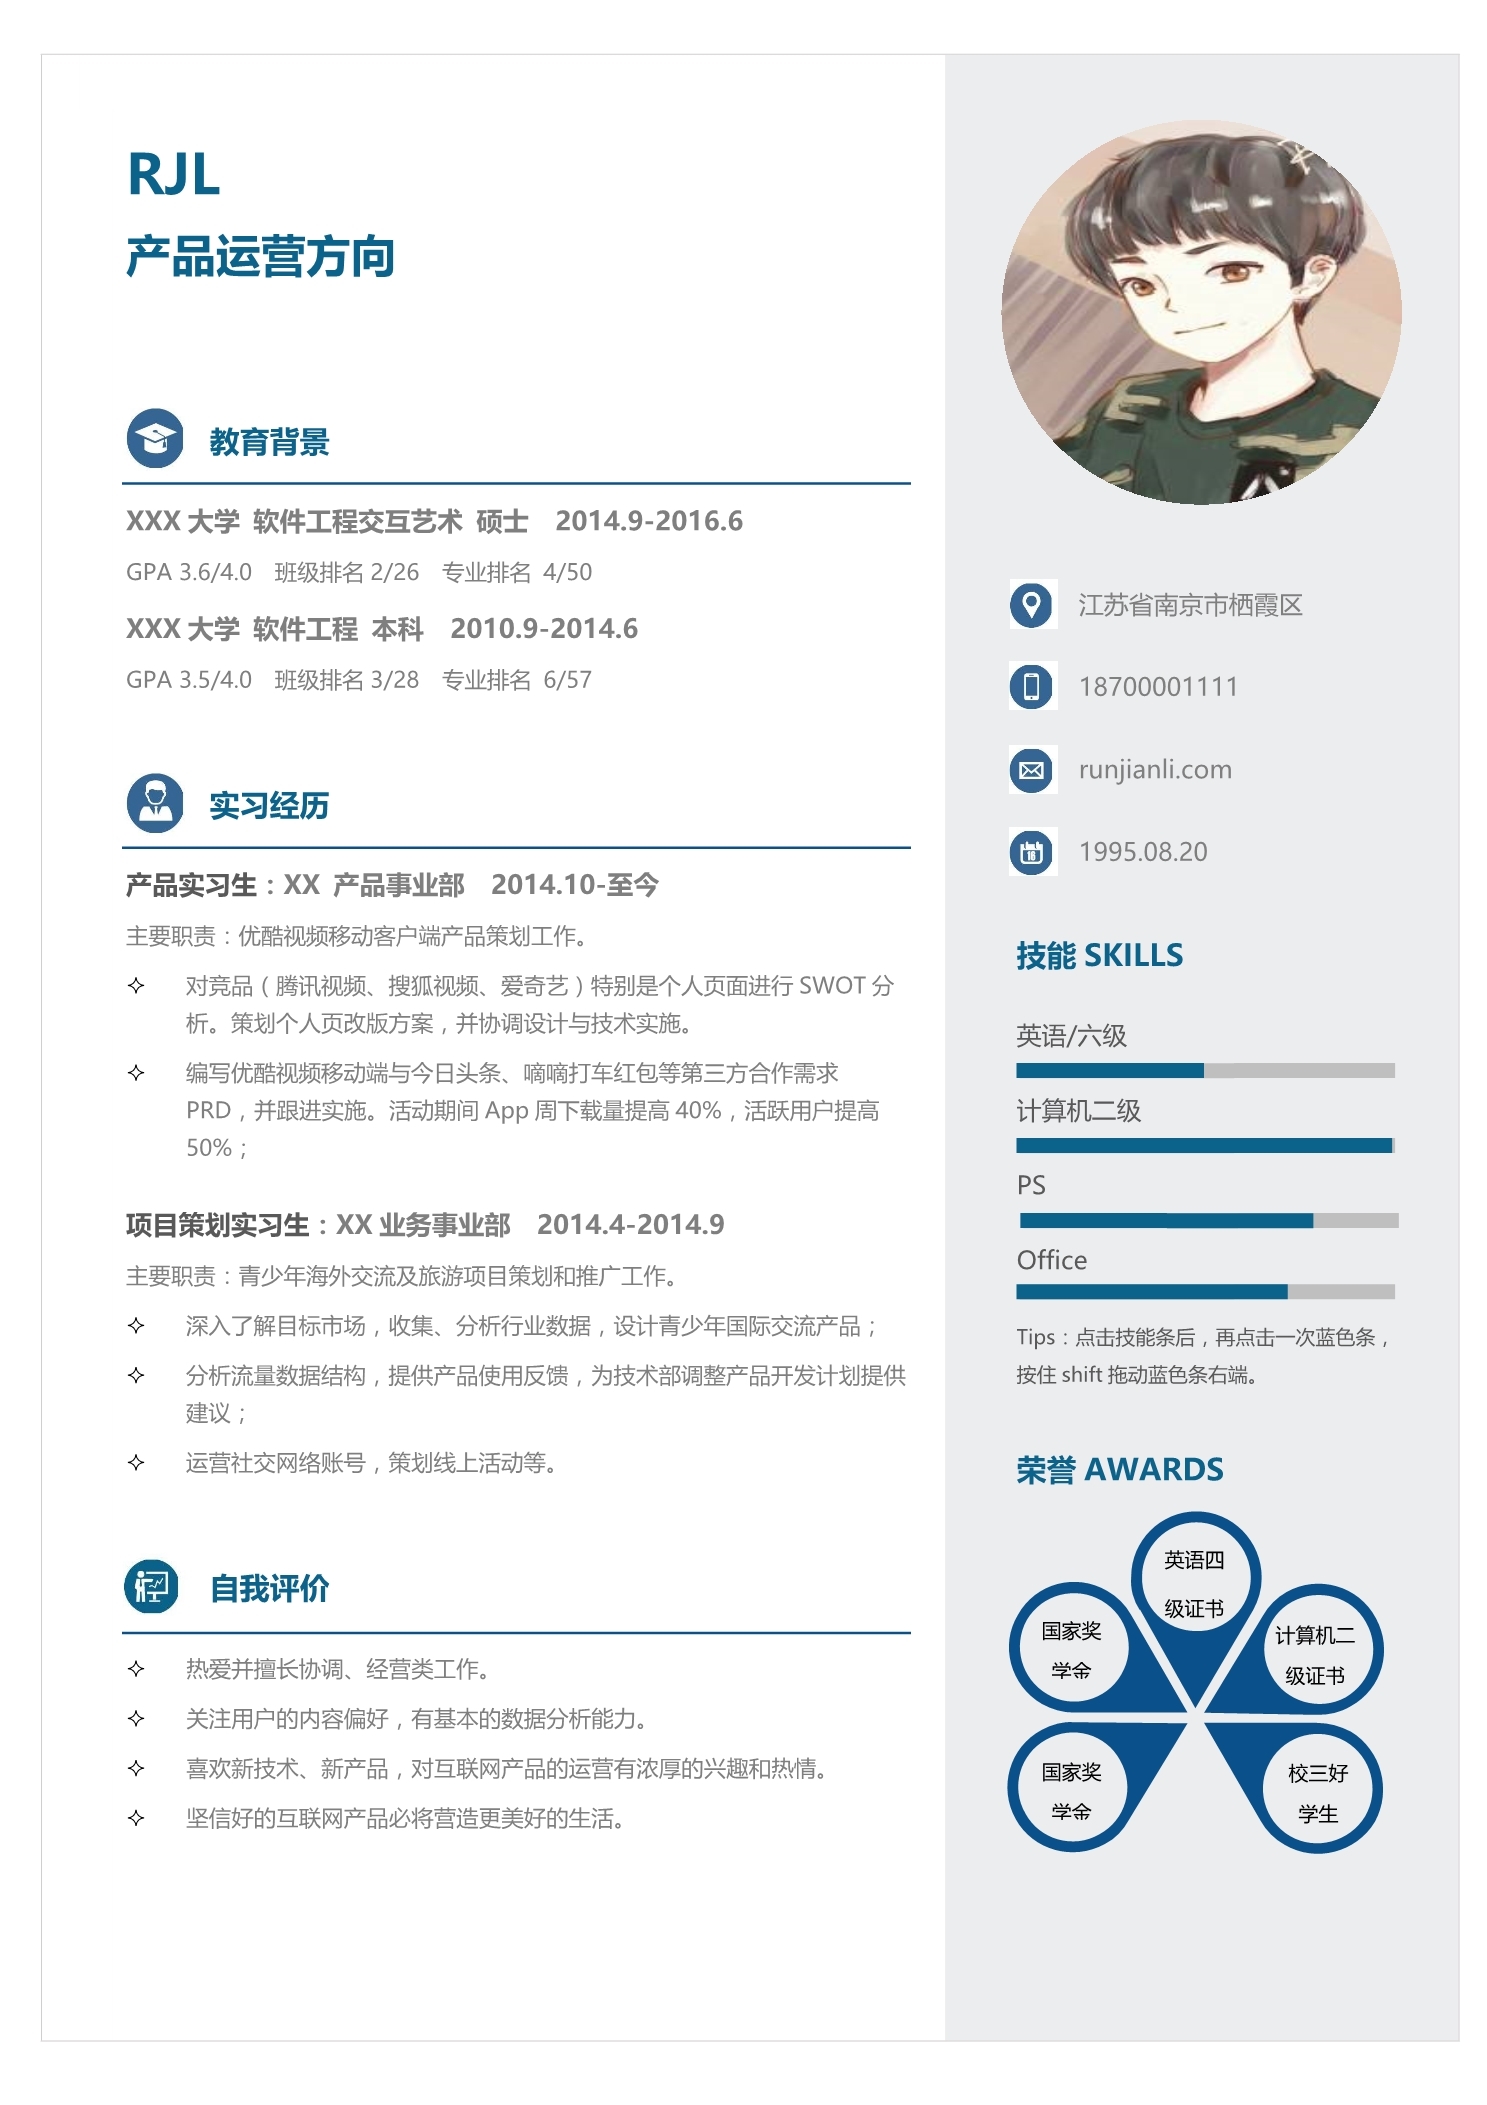 RJL
产品运营方向
教育背景
XXX 大学 软件工程交互艺术 硕士 2014.9-2016.6
GPA 3.6/4.0 班级排名 2/26 专业排名 4/50
XXX 大学 软件工程 本科 2010.9-2014.6
GPA 3.5/4.0 班级排名 3/28 专业排名 6/57
实习经历
产品实习生：XX 产品事业部 2014.10-至今
主要职责：优酷视频移动客户端产品策划工作。
✧ 对竞品（腾讯视频、搜狐视频、爱奇艺）特别是个人页面进行 SWOT 分
析。策划个人页改版方案，并协调设计与技术实施。
✧ 编写优酷视频移动端与今日头条、嘀嘀打车红包等第三方合作需求
PRD，并跟进实施。活动期间 App 周下载量提高 40%，活跃用户提高
50%；
项目策划实习生：XX 业务事业部 2014.4-2014.9
主要职责：青少年海外交流及旅游项目策划和推广工作。
✧ 深入了解目标市场，收集、分析行业数据，设计青少年国际交流产品；
✧ 分析流量数据结构，提供产品使用反馈，为技术部调整产品开发计划提供
建议；
✧ 运营社交网络账号，策划线上活动等。
自我评价
✧ 热爱并擅长协调、经营类工作。
✧ 关注用户的内容偏好，有基本的数据分析能力。
✧ 喜欢新技术、新产品，对互联网产品的运营有浓厚的兴趣和热情。
✧ 坚信好的互联网产品必将营造更美好的生活。
江苏省南京市栖霞区
18700001111
runjianli.com
16
1995.08.20
技能 SKILLS
英语/六级
计算机二级
PS
Office
Tips：点击技能条后，再点击一次蓝色条，
按住 shift 拖动蓝色条右端。
荣誉 AWARDS
英语四
级证书
国家奖
学金
计算机二
级证书
国家奖
学金
校三好
学生